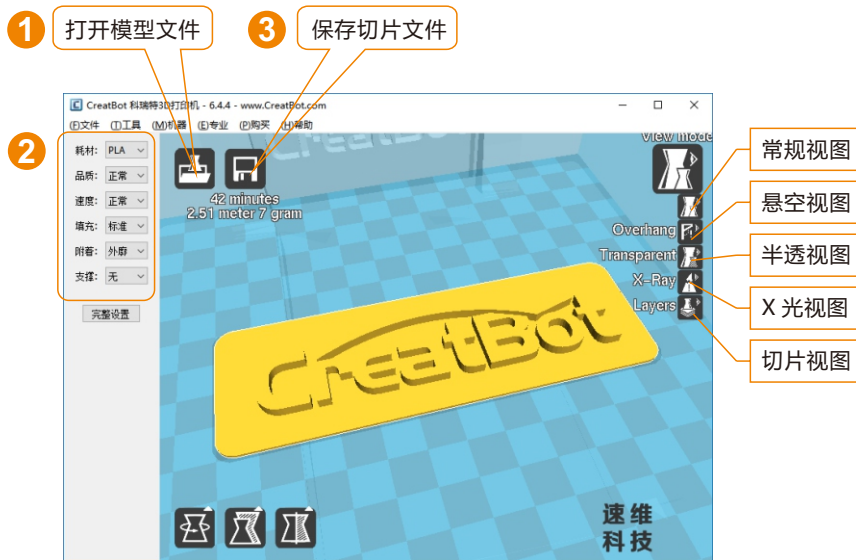 1 打开模型文件
3 保存切片文件
CreatBot 科瑞特3D打印机 - 6.4.4 - www.CreatBot.com
(F)文件 (T)工具 (M)机器 (E)专业 (P)购买 (H)帮助
2
耗材: PLA
品质: 正常
速度: 正常
填充: 标准
附着: 外廓
支撑: 无
完整设置
42 minutes
2.51 meter 7 gram
View mode
Overhang
Transparent
X-Ray
Layers
常规视图
悬空视图
半透视图
X 光视图
切片视图
CreatBot
CreatBot
速维
科技